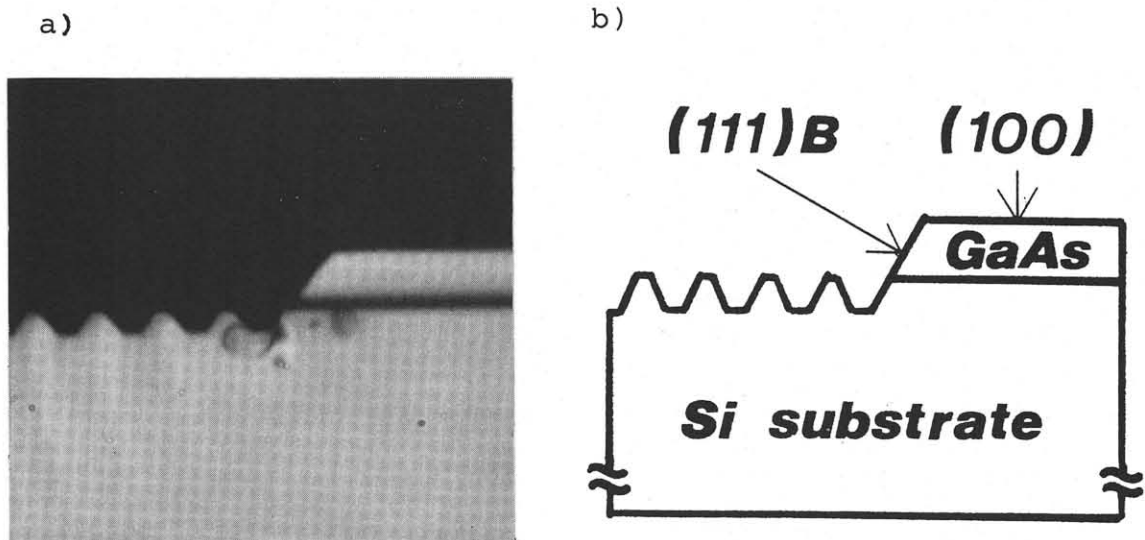 a)
b)
(111)B
(100)
GaAs
Si substrate